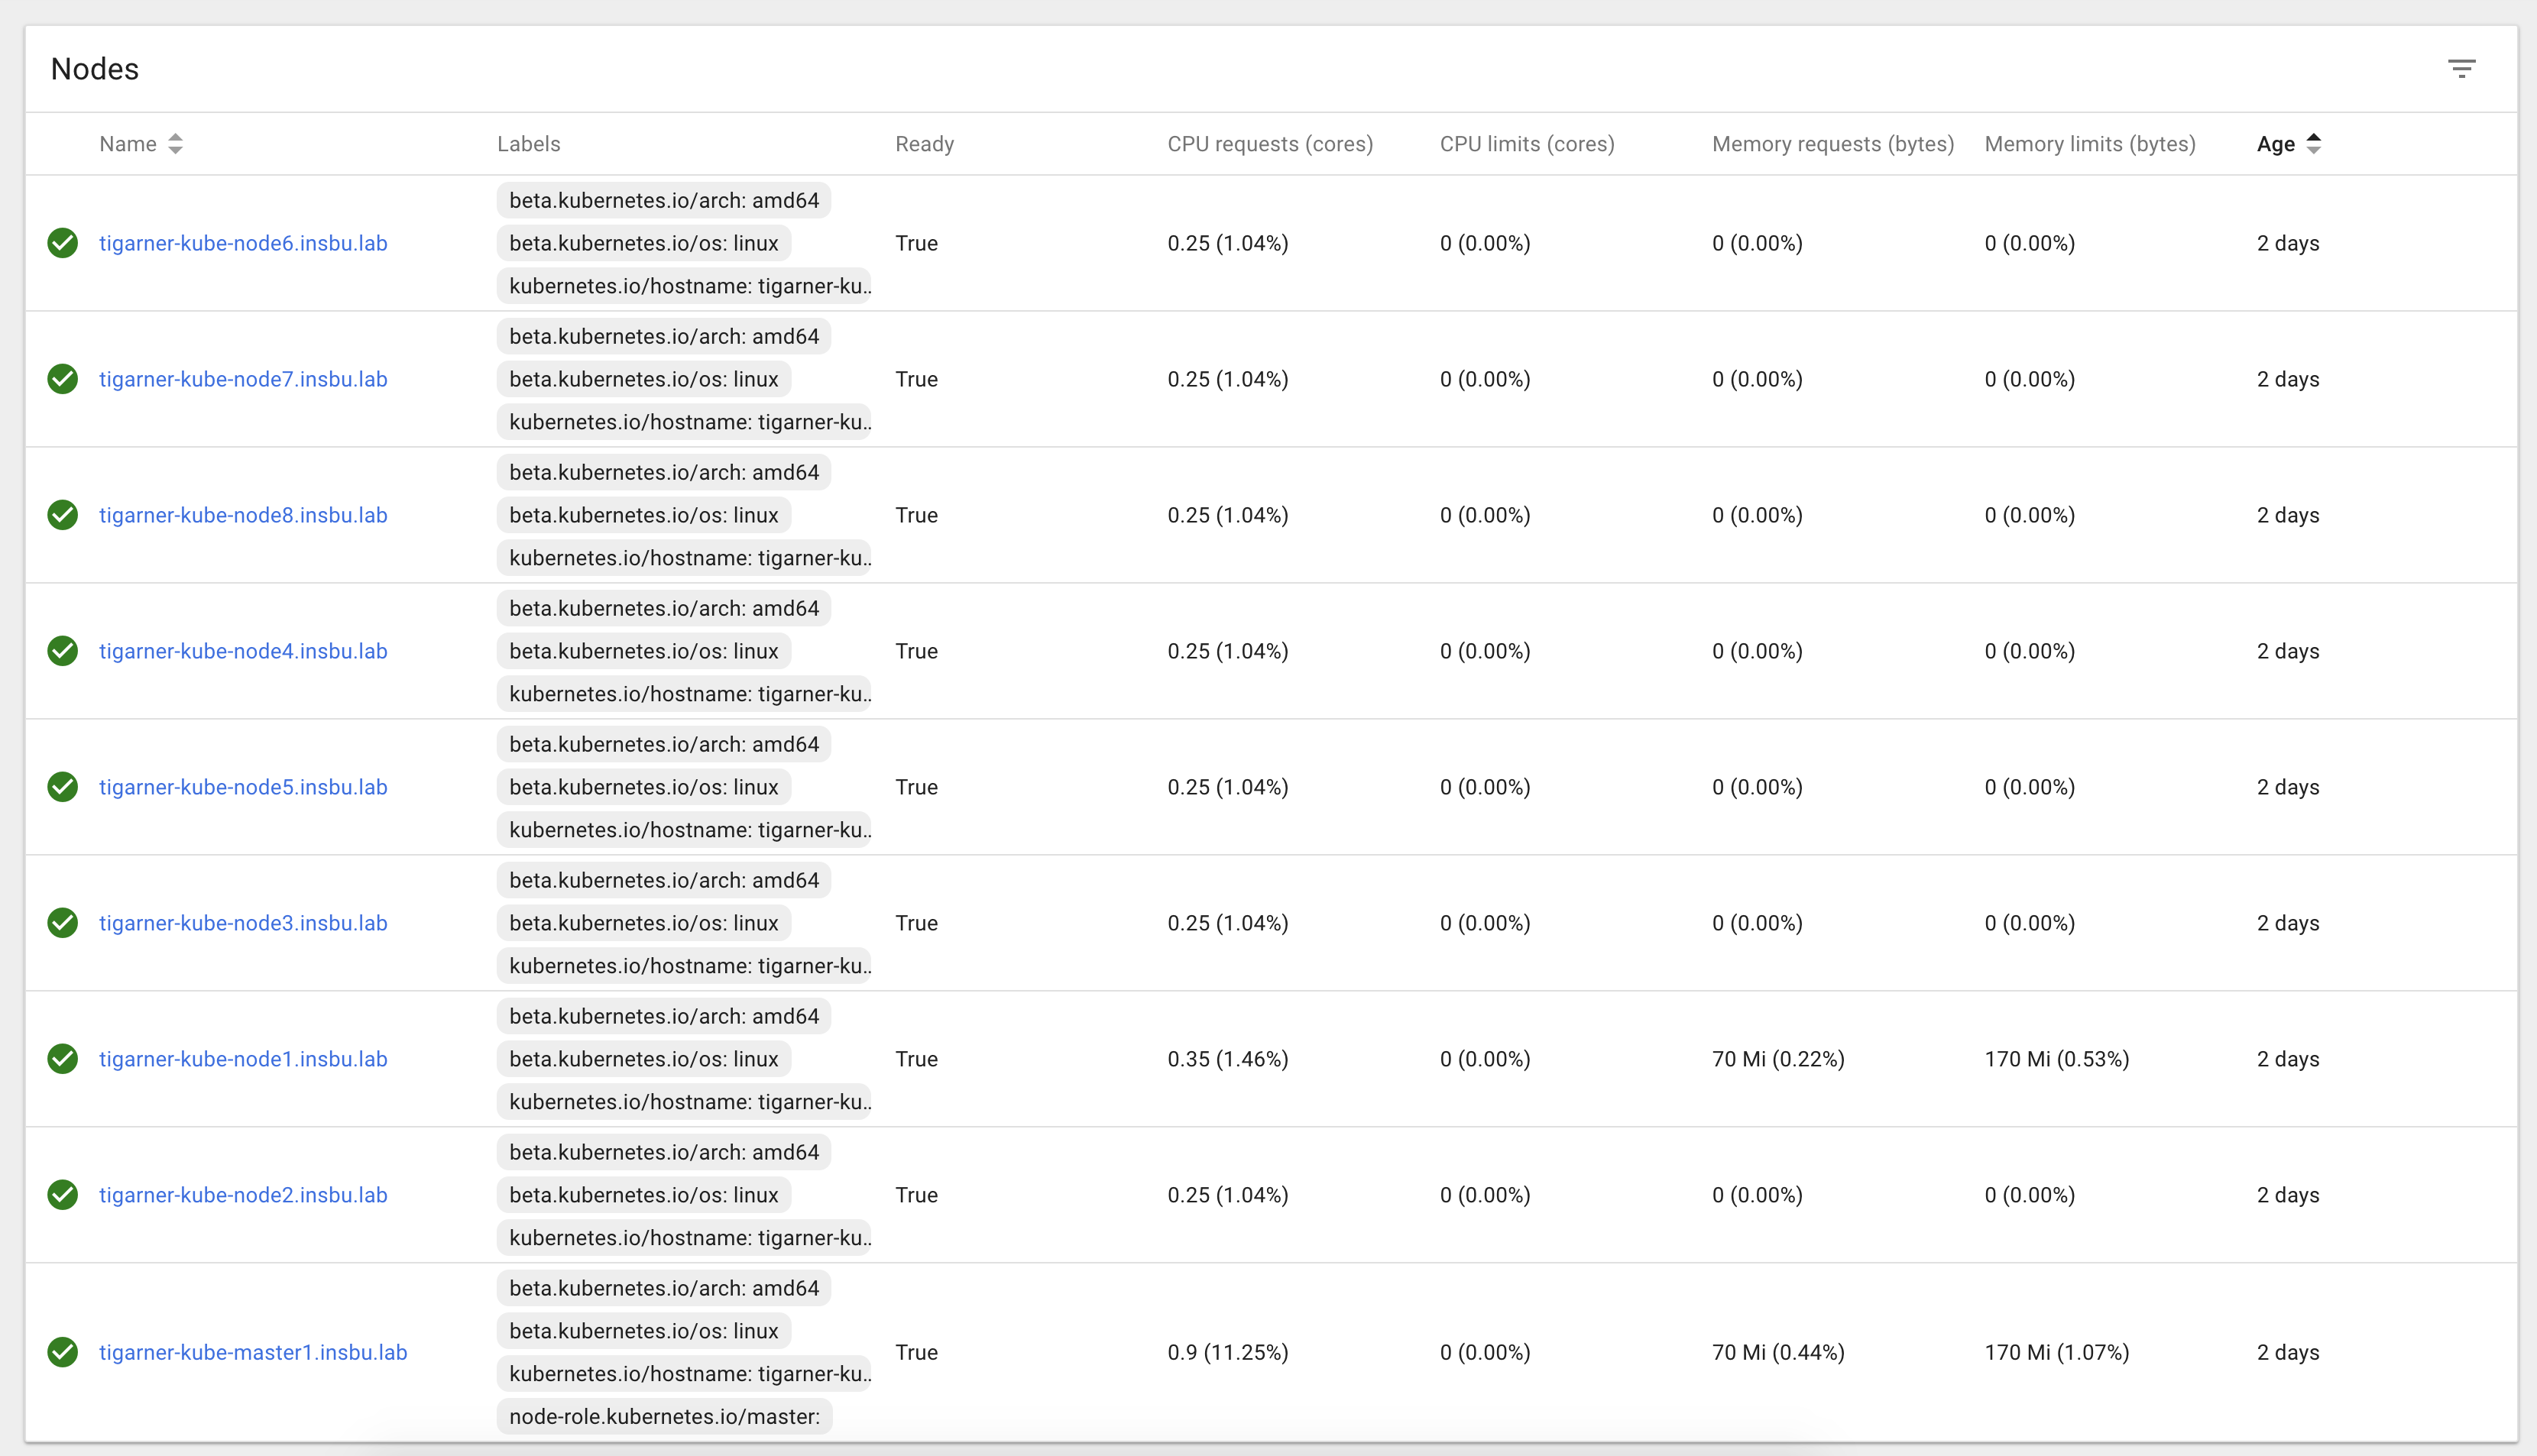 Nodes
Name Labels Ready CPU requests (cores) CPU limits (cores) Memory requests (bytes) Memory limits (bytes) Age
beta.kubernetes.io/arch: amd64
tigarner-kube-node6.insbu.lab beta.kubernetes.io/os: linux True 0.25 (1.04%) 0 (0.00%) 0 (0.00%) 0 (0.00%) 2 days
kubernetes.io/hostname: tigarner-ku..
beta.kubernetes.io/arch: amd64
tigarner-kube-node7.insbu.lab beta.kubernetes.io/os: linux True 0.25 (1.04%) 0 (0.00%) 0 (0.00%) 0 (0.00%) 2 days
kubernetes.io/hostname: tigarner-ku..
beta.kubernetes.io/arch: amd64
tigarner-kube-node8.insbu.lab beta.kubernetes.io/os: linux True 0.25 (1.04%) 0 (0.00%) 0 (0.00%) 0 (0.00%) 2 days
kubernetes.io/hostname: tigarner-ku..
beta.kubernetes.io/arch: amd64
tigarner-kube-node4.insbu.lab beta.kubernetes.io/os: linux True 0.25 (1.04%) 0 (0.00%) 0 (0.00%) 0 (0.00%) 2 days
kubernetes.io/hostname: tigarner-ku..
beta.kubernetes.io/arch: amd64
tigarner-kube-node5.insbu.lab beta.kubernetes.io/os: linux True 0.25 (1.04%) 0 (0.00%) 0 (0.00%) 0 (0.00%) 2 days
kubernetes.io/hostname: tigarner-ku..
beta.kubernetes.io/arch: amd64
tigarner-kube-node3.insbu.lab beta.kubernetes.io/os: linux True 0.25 (1.04%) 0 (0.00%) 0 (0.00%) 0 (0.00%) 2 days
kubernetes.io/hostname: tigarner-ku..
beta.kubernetes.io/arch: amd64
tigarner-kube-node1.insbu.lab beta.kubernetes.io/os: linux True 0.35 (1.46%) 0 (0.00%) 70 Mi (0.22%) 170 Mi (0.53%) 2 days
kubernetes.io/hostname: tigarner-ku..
beta.kubernetes.io/arch: amd64
tigarner-kube-node2.insbu.lab beta.kubernetes.io/os: linux True 0.25 (1.04%) 0 (0.00%) 0 (0.00%) 0 (0.00%) 2 days
kubernetes.io/hostname: tigarner-ku..
beta.kubernetes.io/arch: amd64
beta.kubernetes.io/os: linux
tigarner-kube-master1.insbu.lab True 0.9 (11.25%) 0 (0.00%) 70 Mi (0.44%) 170 Mi (1.07%) 2 days
kubernetes.io/hostname: tigarner-ku..
node-role.kubernetes.io/master: